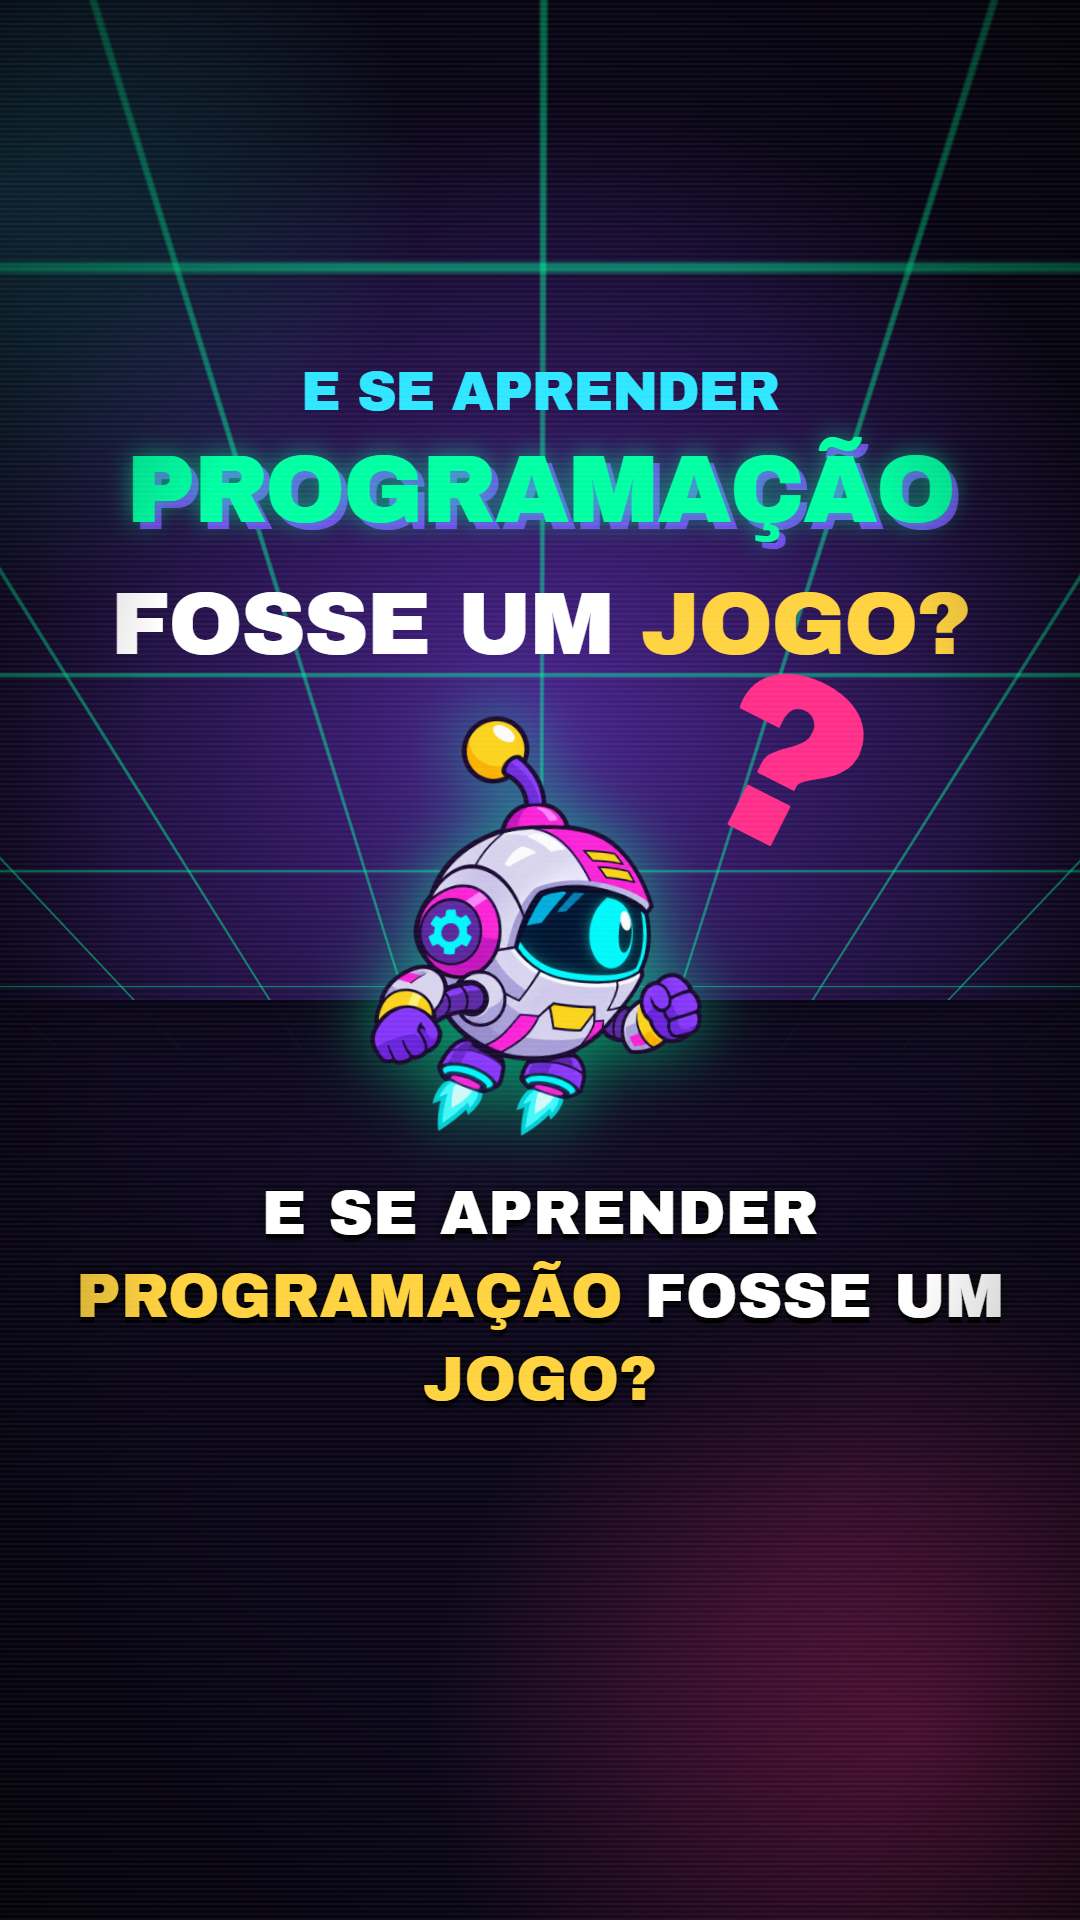 E SE APRENDER
PROGRAMAÇÃO
FOSSE UM JOGO?
?
E SE APRENDER
PROGRAMAÇÃO FOSSE UM
JOGO?